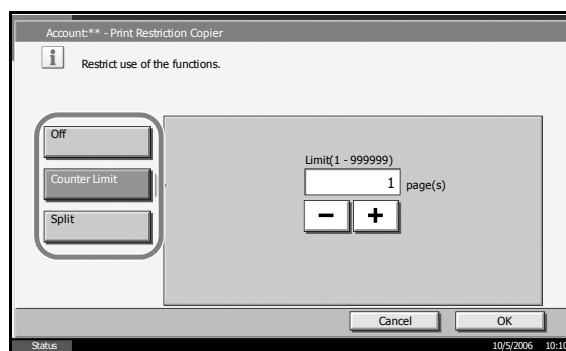 Account:** - Print Restriction Copier
i
Restrict use of the functions.
Off
Counter Limit
Split
Limit(1 - 999999)
1 page(s)
− +
Cancel OK
Status 10/5/2006 10:10